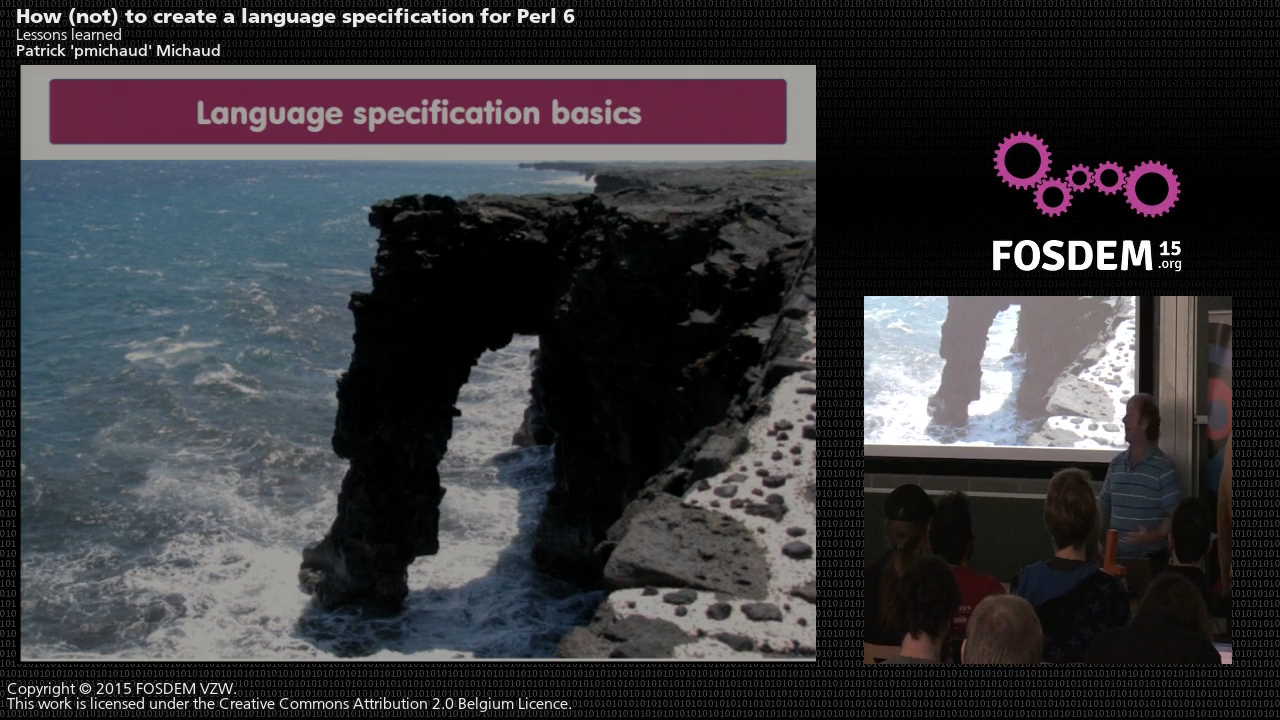 How (not) to create a language specification for Perl 6
Lessons learned
Patrick 'pmichaud' Michaud
Language specification basics
FOSDEM 15
.org
Copyright © 2015 FOSDEM VZW.
This work is licensed under the Creative Commons Attribution 2.0 Belgium Licence.